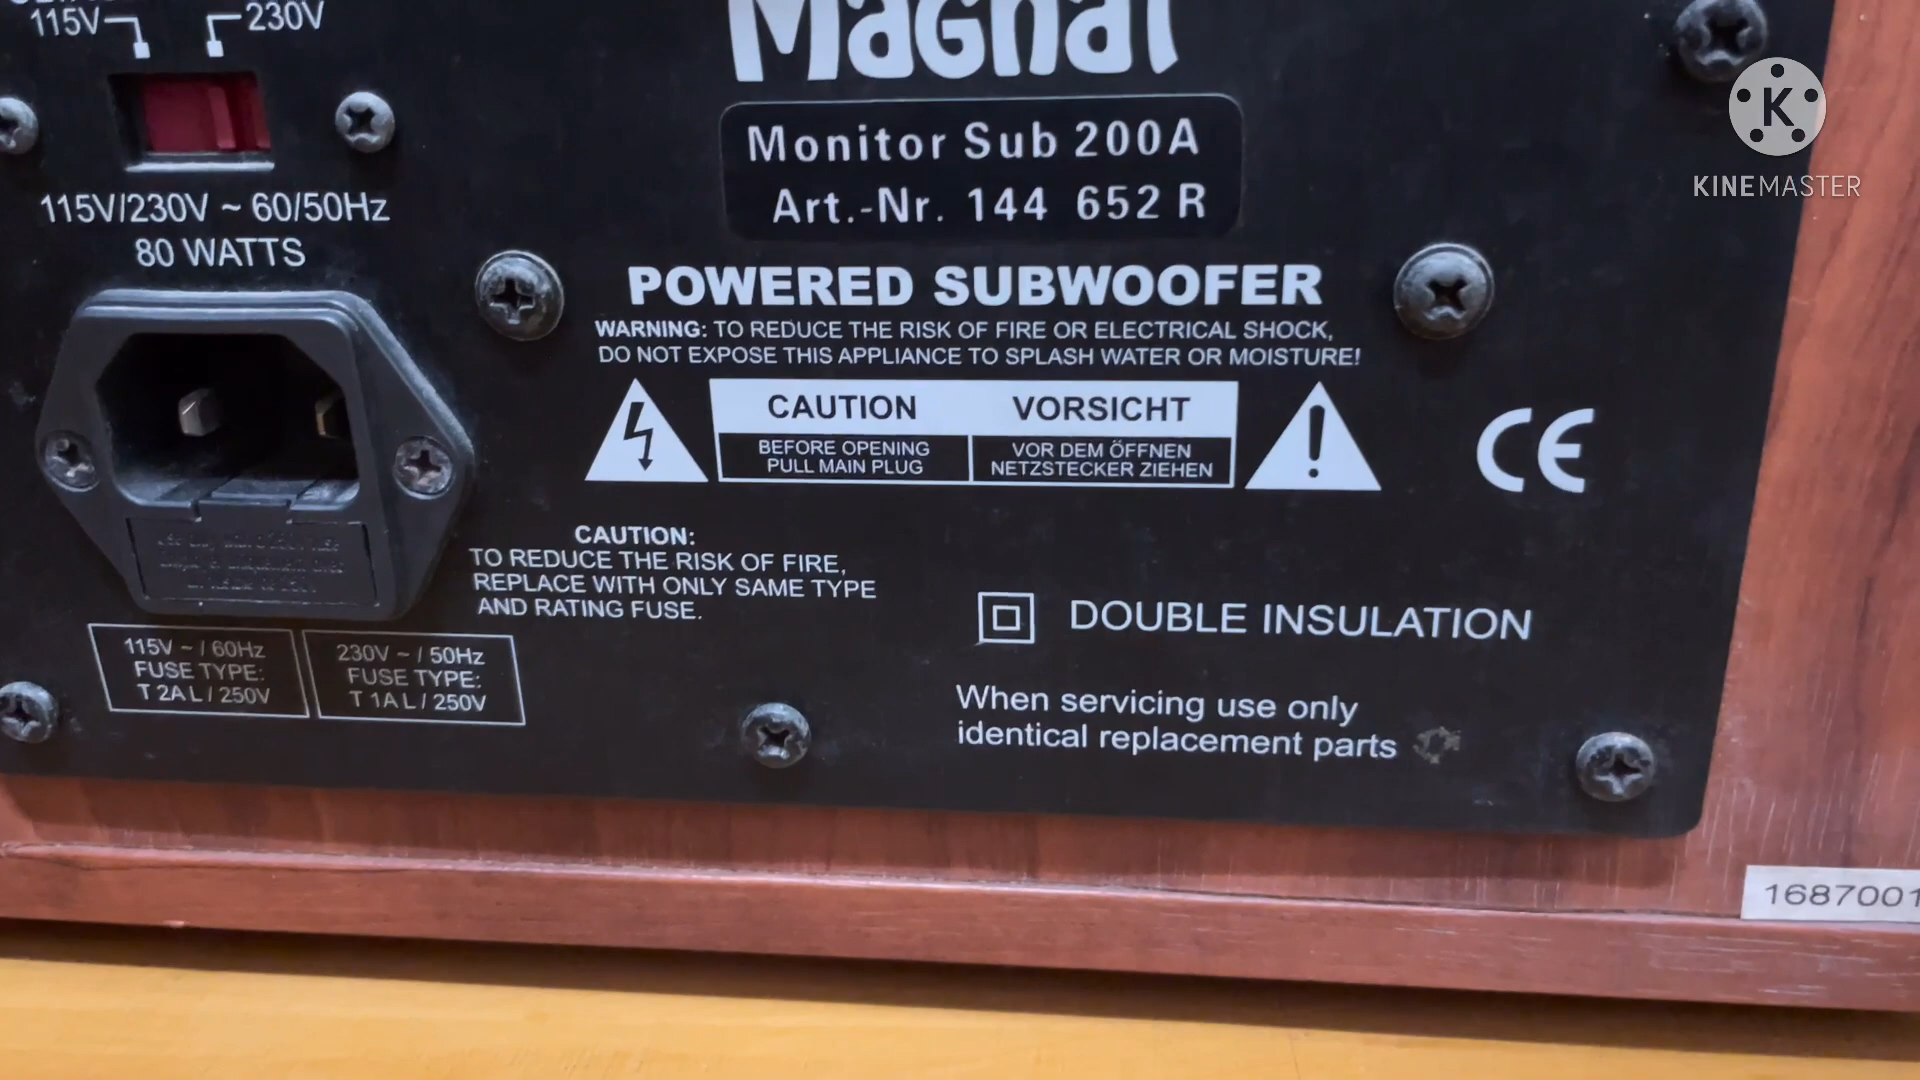 115V
230V
Magnat
Monitor Sub 200A
Art.-Nr. 144 652 R
KINEMASTER
115V/230V ~ 60/50Hz
80 WATTS
POWERED SUBWOOFER
WARNING: TO REDUCE THE RISK OF FIRE OR ELECTRICAL SHOCK,
DO NOT EXPOSE THIS APPLIANCE TO SPLASH WATER OR MOISTURE!
CAUTION
BEFORE OPENING
PULL MAIN PLUG
VORSICHT
VOR DEM ÖFFNEN
NETZSTECKER ZIEHEN
CE
CAUTION:
TO REDUCE THE RISK OF FIRE,
REPLACE WITH ONLY SAME TYPE
AND RATING FUSE.
115V ~ / 60Hz
FUSE TYPE:
T 2A L / 250V
230V ~ / 50Hz
FUSE TYPE:
T 1A L / 250V
DOUBLE INSULATION
When servicing use only
identical replacement parts
1687001